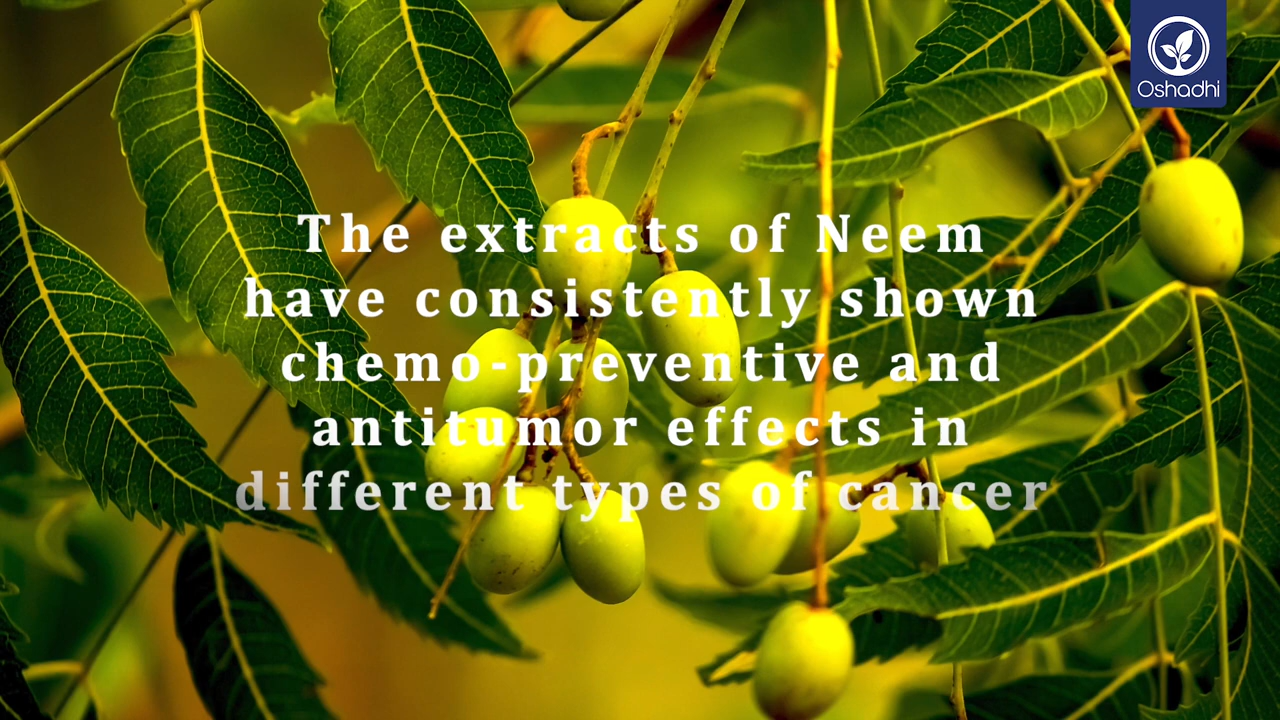 Oshadhi
The extracts of Neem
have consistently shown
chemo-preventive and
antitumor effects in
different types of cancer